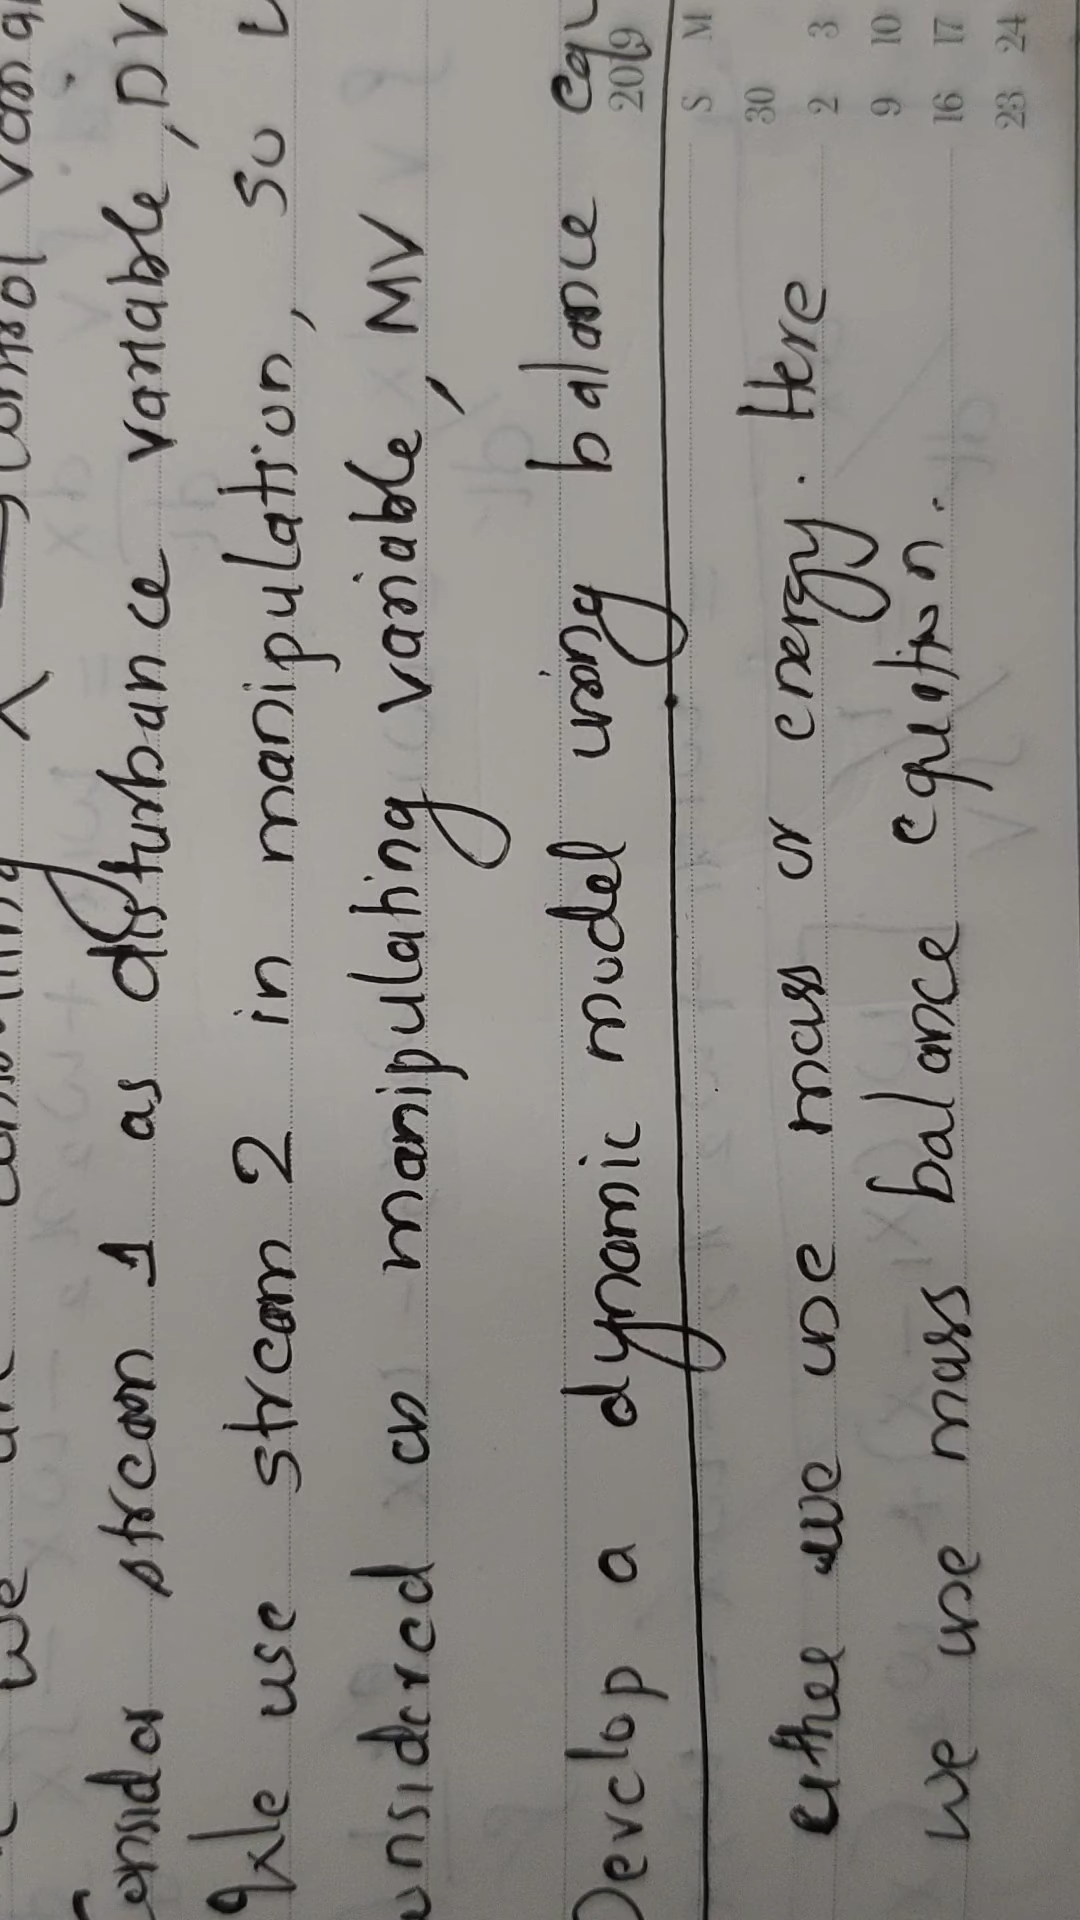 Consider stream 1 as disturbance variable, DV
We use stream 2 in manipulation, so
considered as manipulating variable, MV
Develop a dynamic model using balance
2019
S M
30
2 3
9 10
16 17
23 24
either we use mass or energy. Here
we use mass balance equation.